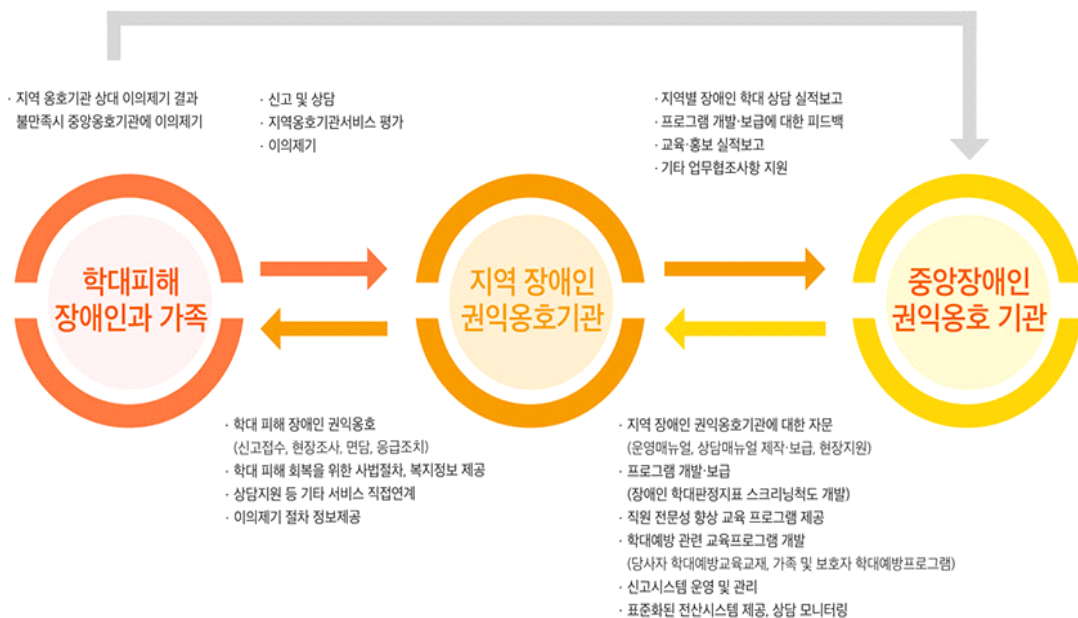 · 지역 옹호기관 상대 이의제기 결과
불만족시 중앙옹호기관에 이의제기
· 신고 및 상담
· 지역옹호기관서비스 평가
· 이의제기
· 지역별 장애인 학대 상담 실적보고
· 프로그램 개발·보급에 대한 피드백
· 교육·홍보 실적보고
· 기타 업무협조사항 지원
학대피해
장애인과 가족
지역 장애인
권익옹호기관
중앙장애인
권익옹호 기관
· 학대 피해 장애인 권익옹호
(신고접수, 현장조사, 면담, 응급조치)
· 학대 피해 회복을 위한 사법절차, 복지정보 제공
· 상담지원 등 기타 서비스 직접연계
· 이의제기 절차 정보제공
· 지역 장애인 권익옹호기관에 대한 자문
(운영매뉴얼, 상담매뉴얼 제작·보급, 현장지원)
· 프로그램 개발·보급
(장애인 학대판정지표 스크리닝척도 개발)
· 직원 전문성 향상 교육 프로그램 제공
· 학대예방 관련 교육프로그램 개발
(당사자 학대예방교육교재, 가족 및 보호자 학대예방프로그램)
· 신고시스템 운영 및 관리
· 표준화된 전산시스템 제공, 상담 모니터링